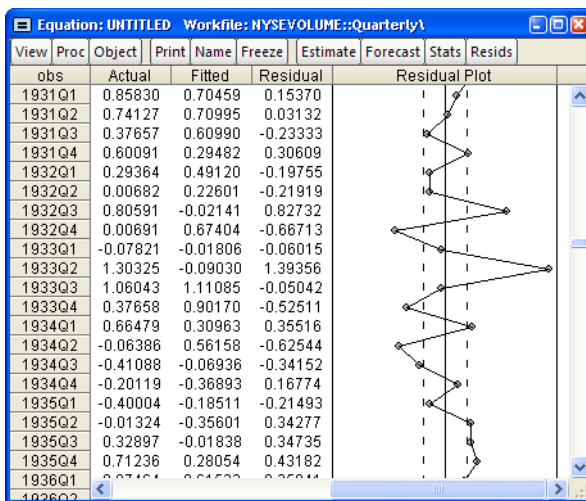 Equation: UNTITLED Workfile: NYSEVOLUME::Quarterly\
View Proc Object Print Name Freeze Estimate Forecast Stats Resids
obs Actual Fitted Residual Residual Plot
1931Q1 0.85830 0.70459 0.15370
1931Q2 0.74127 0.70995 0.03132
1931Q3 0.37657 0.60990 -0.23333
1931Q4 0.60091 0.29482 0.30609
1932Q1 0.29364 0.49120 -0.19755
1932Q2 0.00682 0.22601 -0.21919
1932Q3 0.80591 -0.02141 0.82732
1932Q4 0.00691 0.67404 -0.66713
1933Q1 -0.07821 -0.01806 -0.06015
1933Q2 1.30325 -0.09030 1.39356
1933Q3 1.06043 1.11085 -0.05042
1933Q4 0.37658 0.90170 -0.52511
1934Q1 0.66479 0.30963 0.35516
1934Q2 -0.06386 0.56158 -0.62544
1934Q3 -0.41088 -0.06936 -0.34152
1934Q4 -0.20119 -0.36893 0.16774
1935Q1 -0.40004 -0.18511 -0.21493
1935Q2 -0.01324 -0.35601 0.34277
1935Q3 0.32897 -0.01838 0.34735
1935Q4 0.71236 0.28054 0.43182
1936Q1
1936Q2